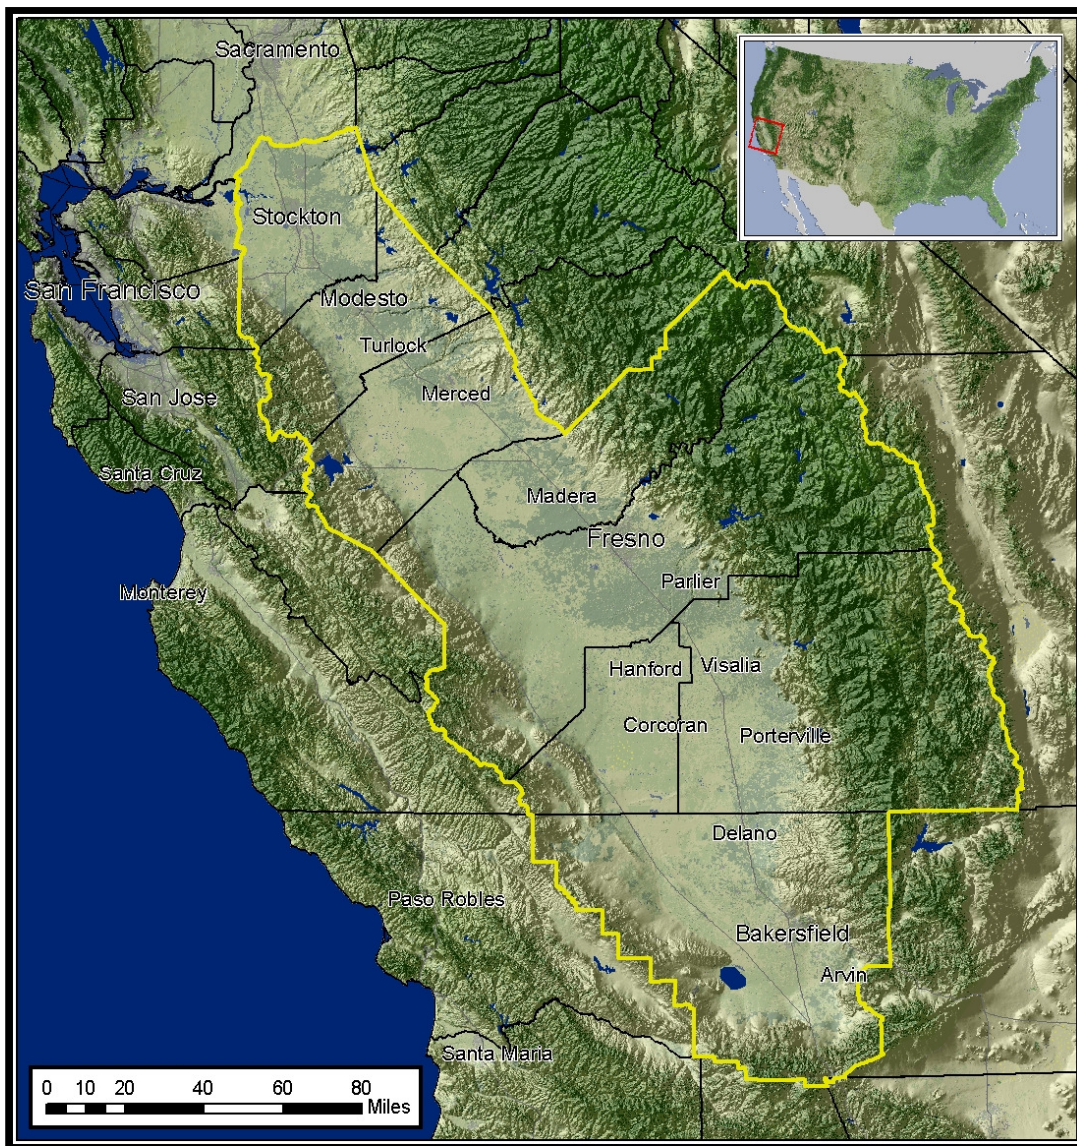 Sacramento
Stockton
San Francisco
Modesto
Turlock
Merced
San Jose
Santa Cruz
Madera
Fresno
Parlier
Monterey
Hanford
Visalia
Corcoran
Porterville
Delano
Paso Robles
Bakersfield
Arvin
Santa Maria
0 10 20 40 60 80
Miles